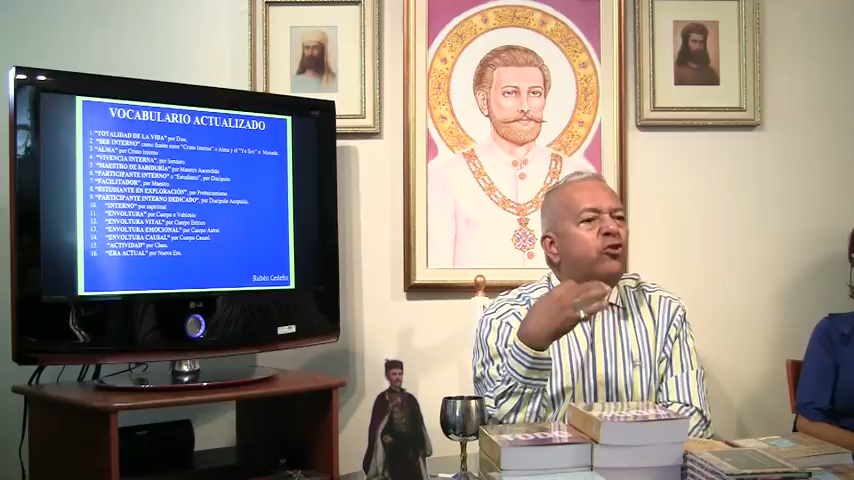 VOCABULARIO ACTUALIZADO
1. "TOTALIDAD DE LA VIDA" por Dios.
2. "SER INTERNO" como fusión entre "Cristo Interno" o Alma y el "Yo Soy" o Mónada
3. "ALMA" por Cristo Interno
4. "VIVENCIA INTERNA", por Sendero.
5. "MAESTRO DE SABIDURÍA" por Maestro Ascendido
6. "PARTICIPANTE INTERNO" o "Estudiante", por Discípulo
7. "FACILITADOR" por Maestro.
8. "ESTUDIANTE EN EXPLORACIÓN", por Probacionista
9. "PARTICIPANTE INTERNO DEDICADO", por Discípulo Aceptado.
10. "INTERNO" por espiritual
11. "ENVOLTURA" por Cuerpo o Vehículo
12. "ENVOLTURA VITAL" por Cuerpo Etérico
13. "ENVOLTURA EMOCIONAL" por Cuerpo Astral
14. "ENVOLTURA CAUSAL" por Cuerpo Causal.
15. "ACTIVIDAD" por Clase.
16. "ERA ACTUAL" por Nueva Era.
Rubén Cedeño
LG